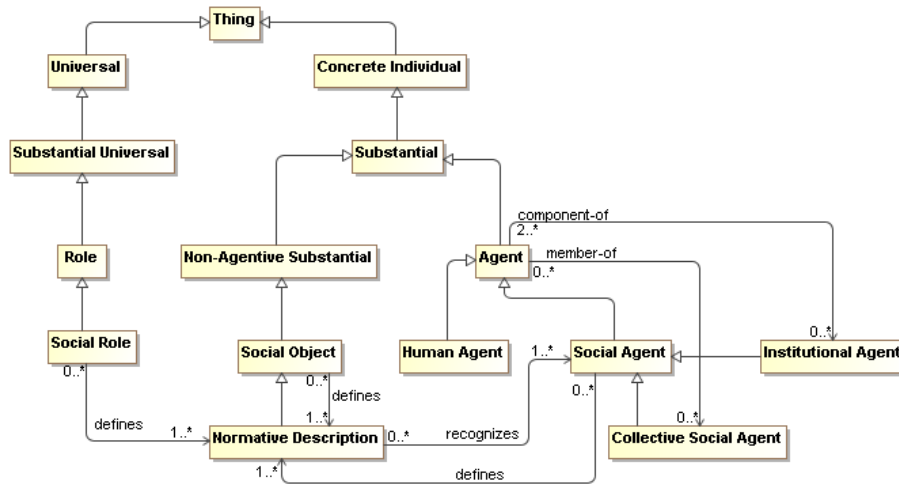 Thing
Universal
Concrete Individual
Substantial Universal
Substantial
component-of
2..*
Role
Non-Agentive Substantial
Agent
member-of
0..*
Social Role
0..*
Social Object
0..*
Human Agent
1..*
Social Agent
0..*
0..*
Institutional Agent
defines
defines
1..*
1..*
Normative Description
0..*
recognizes
0..*
Collective Social Agent
1..*
defines